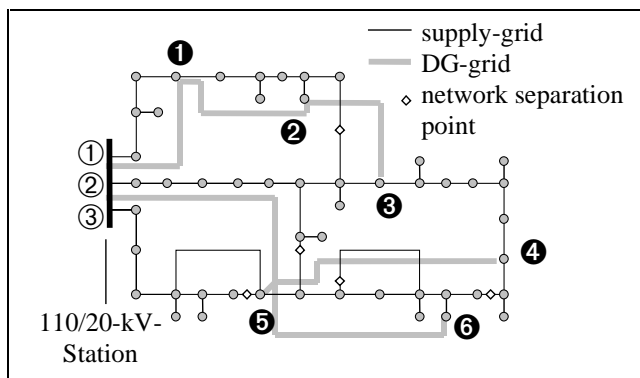 ❶
supply-grid
DG-grid
network separation
point
❷
①
②
③
❸
❹
110/20-kV-
Station
❺
❻